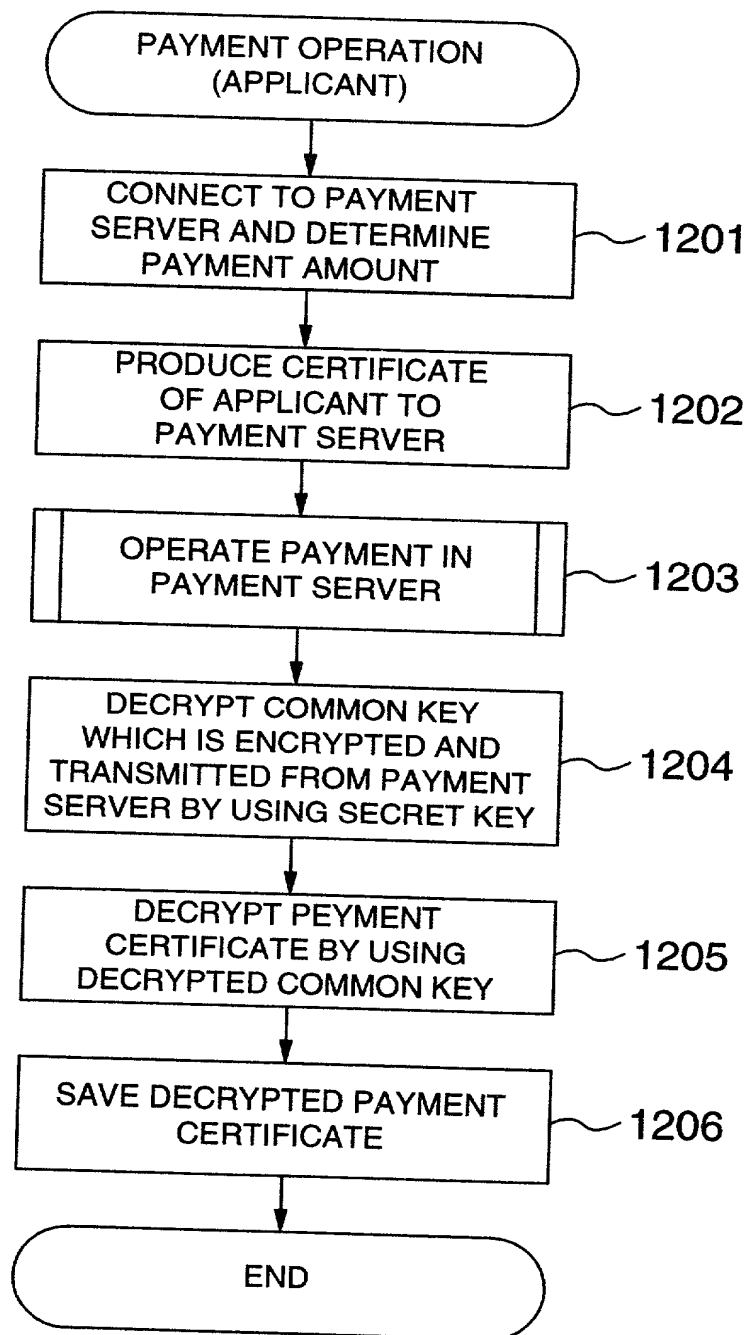 PAYMENT OPERATION
(APPLICANT)
CONNECT TO PAYMENT
SERVER AND DETERMINE
PAYMENT AMOUNT
1201
PRODUCE CERTIFICATE
OF APPLICANT TO
PAYMENT SERVER
1202
OPERATE PAYMENT IN
PAYMENT SERVER
1203
DECRYPT COMMON KEY
WHICH IS ENCRYPTED AND
TRANSMITTED FROM PAYMENT
SERVER BY USING SECRET KEY
1204
DECRYPT PEYMENT
CERTIFICATE BY USING
DECRYPTED COMMON KEY
1205
SAVE DECRYPTED PAYMENT
CERTIFICATE
1206
END